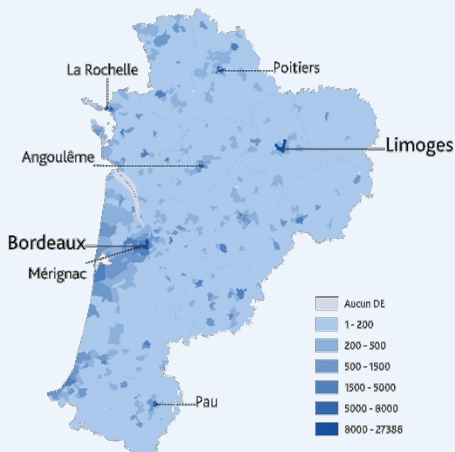 La Rochelle
Poitiers
Limoges
Angoulême
Bordeaux
Mérignac
Pau
Aucun DE
1 - 200
200 - 500
500 - 1500
1500 - 5000
5000 - 8000
8000 - 27386